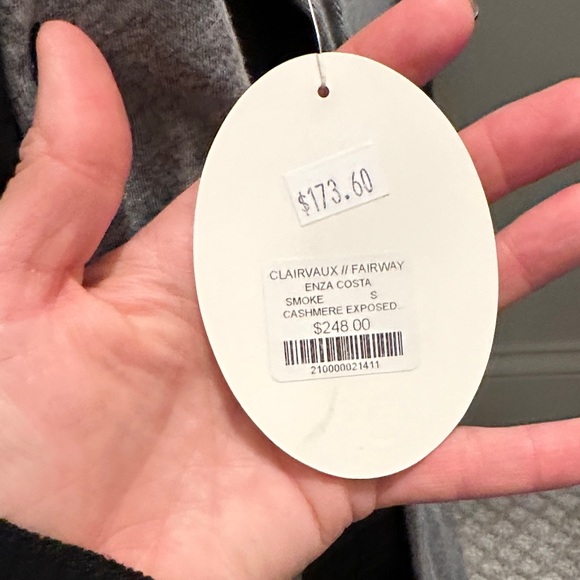 $173.60
CLAIRVAUX // FAIRWAY
ENZA COSTA
SMOKE S
CASHMERE EXPOSED...
$248.00
210000021411